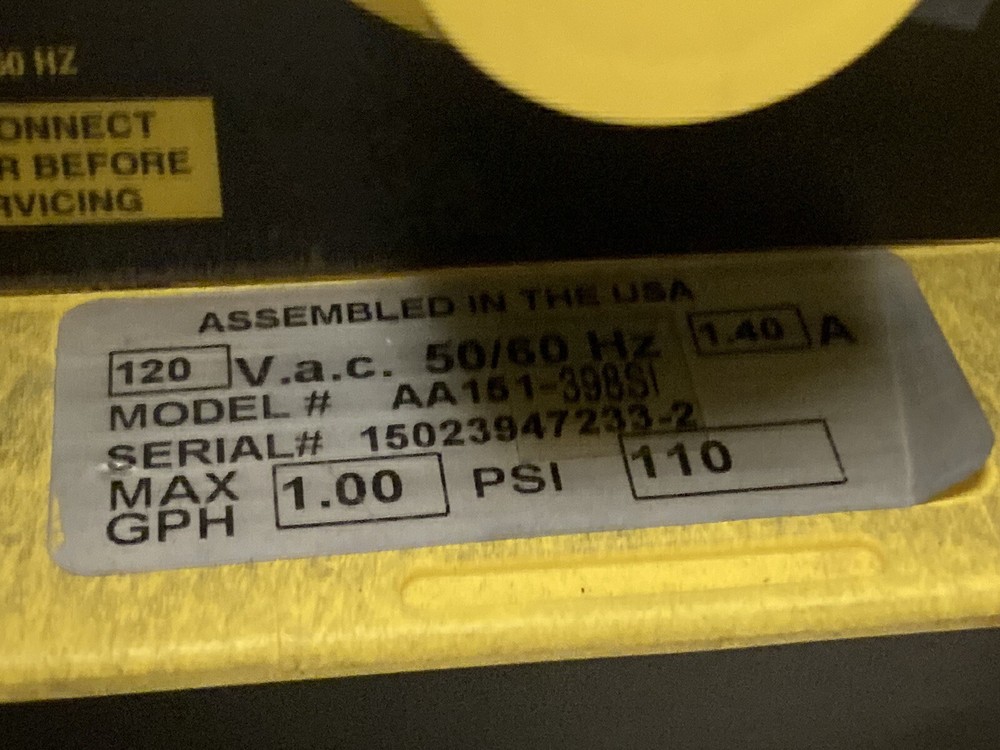 60 HZ
ONNECT
R BEFORE
RVICING
ASSEMBLED IN THE USA
120 V.a.c. 50/60 Hz 1.40 A
MODEL # AA151-398SI
SERIAL# 15023947233-2
MAX GPH 1.00 PSI 110